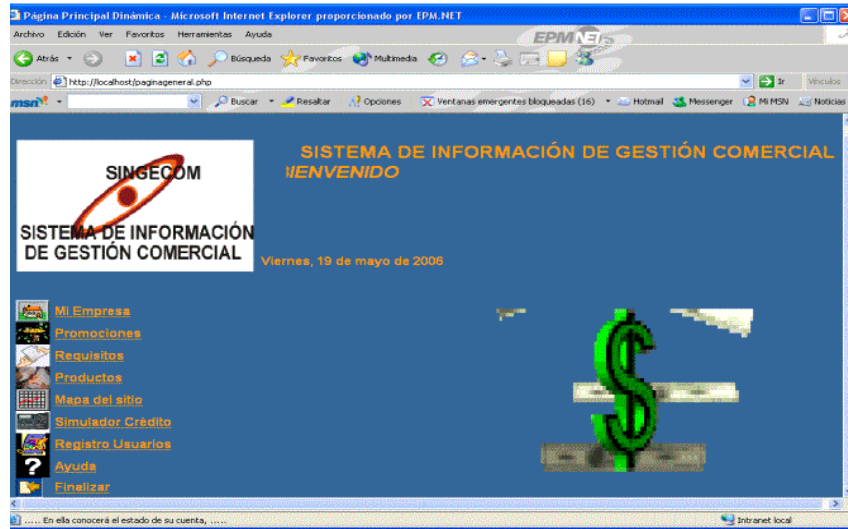 Página Principal Dinámica - Microsoft Internet Explorer proporcionado por EPM.NET
Archivo Edición Ver Favoritos Herramientas Ayuda
EPM.NET
Atrás Búsqueda Favoritos Multimedia
Dirección http://localhost/paginageneral.php Ir Vínculos
msn Buscar Resaltar Opciones Ventanas emergentes bloqueadas (16) Hotmail Messenger Mi MSN Noticias
SISTEMA DE INFORMACIÓN DE GESTIÓN COMERCIAL
IENVENIDO
SINGECOM
SISTEMA DE INFORMACIÓN
DE GESTIÓN COMERCIAL
Viernes, 19 de mayo de 2006
Mi Empresa
Promociones
Requisitos
Productos
Mapa del sitio
Simulador Crédito
Registro Usuarios
? Ayuda
Finalizar
$
..... En ella conocerá el estado de su cuenta, ..... Intranet local